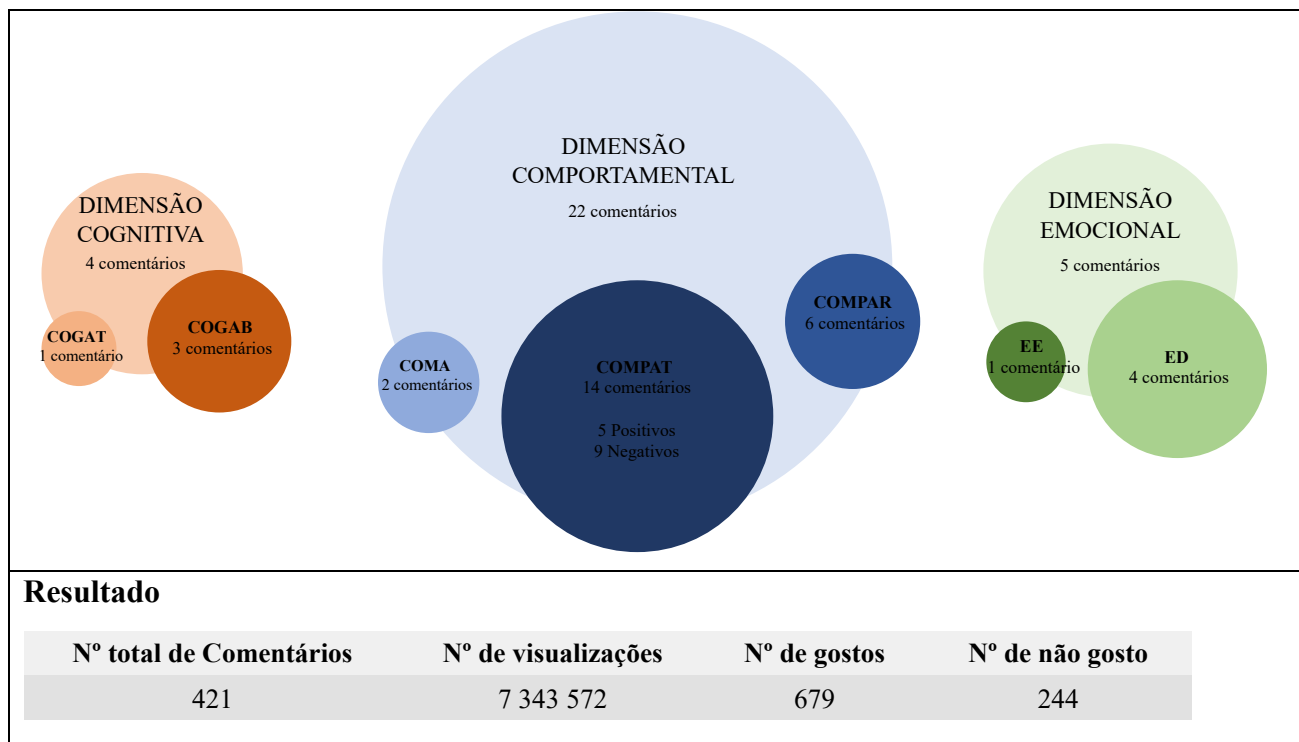 DIMENSÃO
COGNITIVA
4 comentários
COGAT
1 comentário
COGAB
3 comentários
DIMENSÃO
COMPORTAMENTAL
22 comentários
COMA
2 comentários
COMPAT
14 comentários
5 Positivos
9 Negativos
COMPAR
6 comentários
DIMENSÃO
EMOCIONAL
5 comentários
EE
1 comentário
ED
4 comentários
Resultado
Nº total de Comentários Nº de visualizações Nº de gostos Nº de não gosto
421 7 343 572 679 244